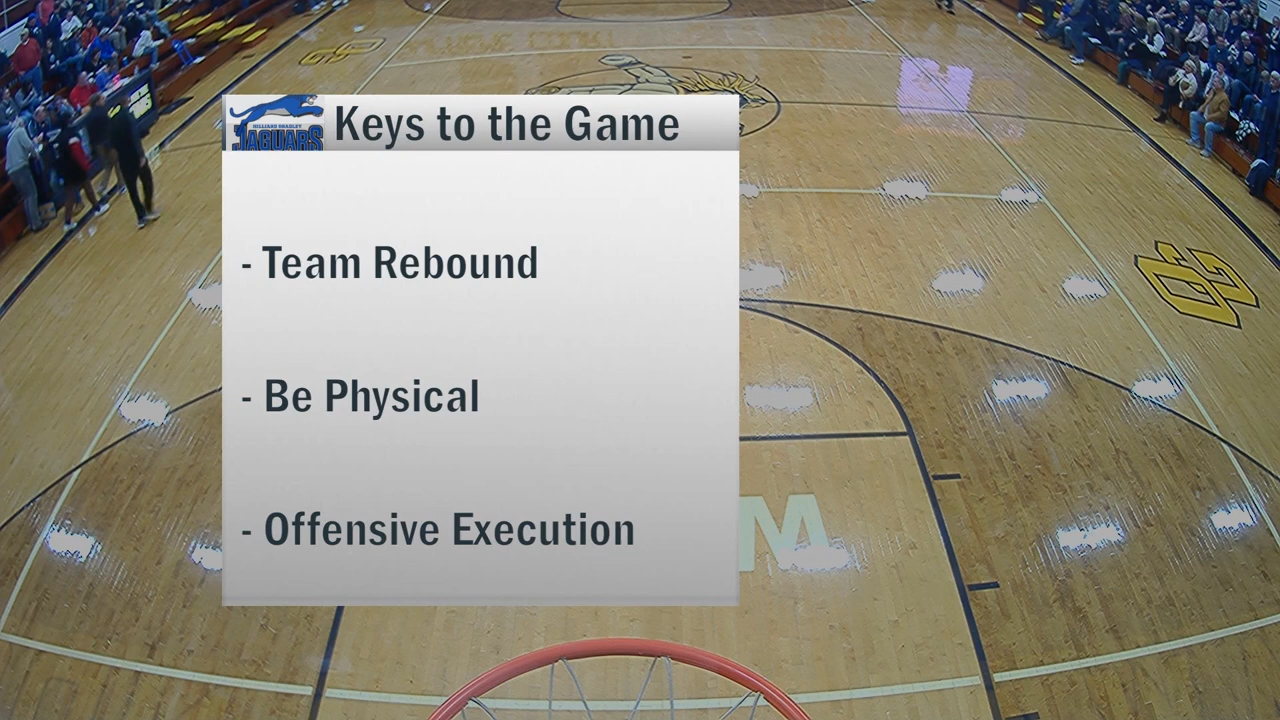 HILLIARD BRADLEY
JAGUARS
Keys to the Game
- Team Rebound
- Be Physical
- Offensive Execution
M